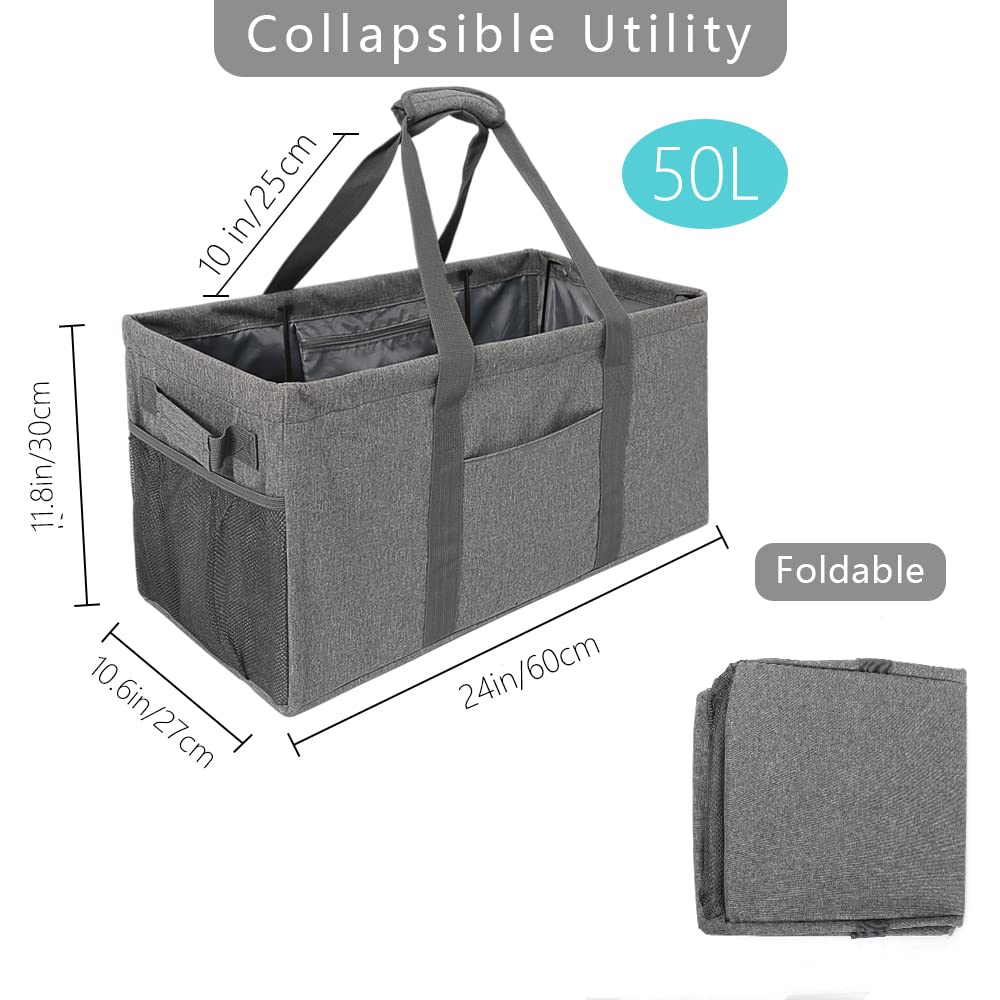 Collapsible Utility
50L
10 in/25cm
11.8in/30cm
10.6in/27cm
24in/60cm
Foldable